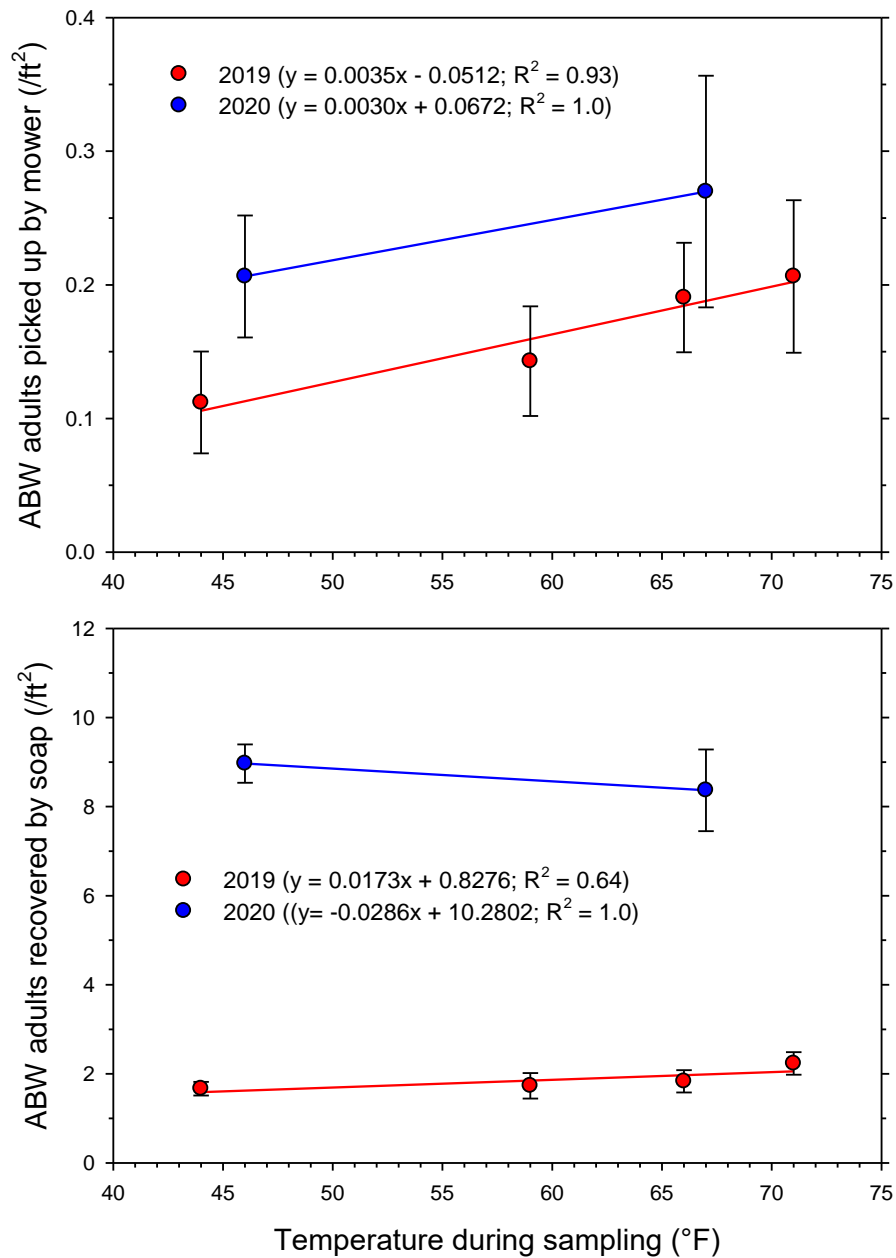 ABW adults picked up by mower (/ft²)
0.4
0.3
0.2
0.1
0.0
2019 (y = 0.0035x - 0.0512; R² = 0.93)
2020 (y = 0.0030x + 0.0672; R² = 1.0)
40 45 50 55 60 65 70 75
ABW adults recovered by soap (/ft²)
12
10
8
6
4
2
0
2019 (y = 0.0173x + 0.8276; R² = 0.64)
2020 ((y= -0.0286x + 10.2802; R² = 1.0)
40 45 50 55 60 65 70 75
Temperature during sampling (°F)